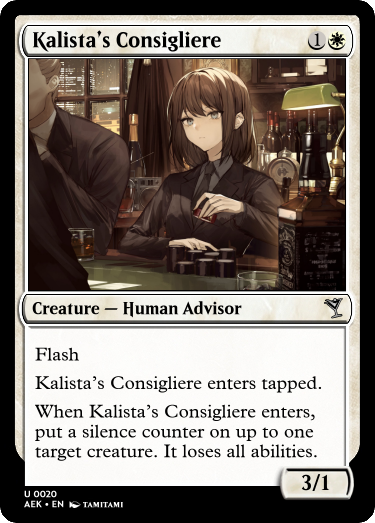 Kalista's Consigliere 1
Creature — Human Advisor
Flash
Kalista's Consigliere enters tapped.
When Kalista's Consigliere enters,
put a silence counter on up to one
target creature. It loses all abilities.
3/1
U 0020
AEK • EN TAMITAMI